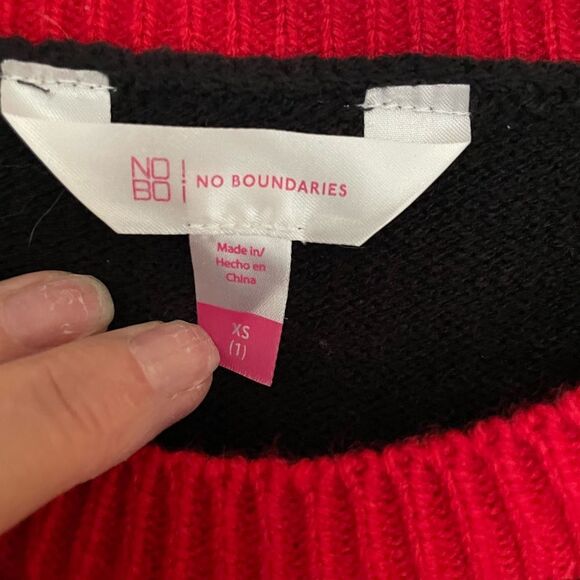 NO
BO
NO BOUNDARIES
Made in/
Hecho en
China
XS
(1)